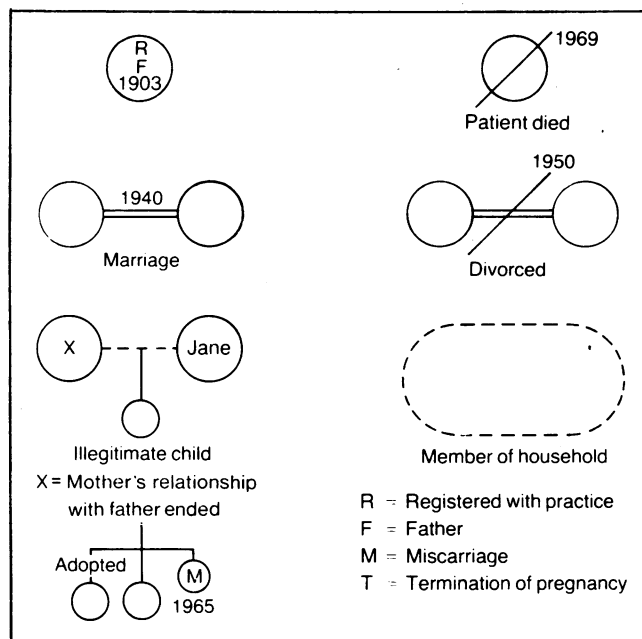 R
F
1903
1969
Patient died
1940
Marriage
1950
Divorced
X
Jane
Illegitimate child
X = Mother's relationship
with father ended
Adopted
M
1965
Member of household
R = Registered with practice
F = Father
M = Miscarriage
T = Termination of pregnancy